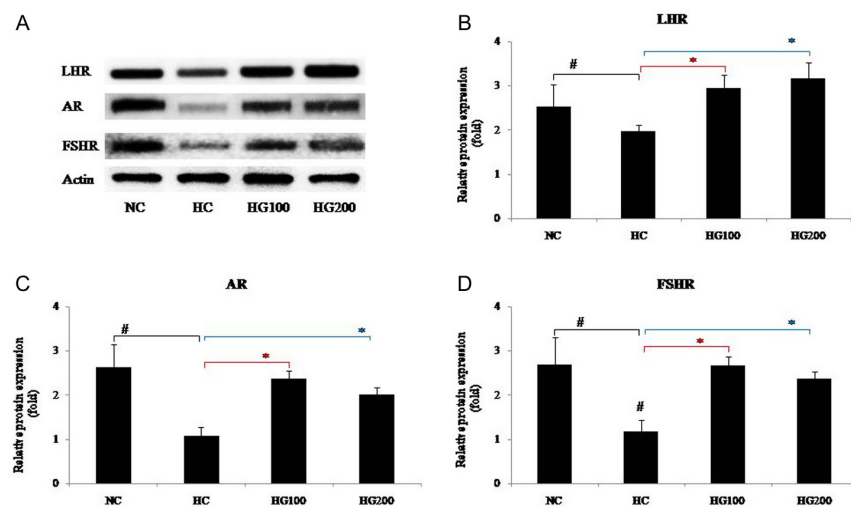 A
LHR
AR
FSHR
Actin
NC HC HG100 HG200
B
LHR
Relative protein expression
(fold)
4
3
2
1
0
#
*
*
NC HC HG100 HG200
C
AR
Relative protein expression
(fold)
4
3
2
1
0
#
*
*
NC HC HG100 HG200
D
FSHR
Relative protein expression
(fold)
4
3
2
1
0
#
*
*
#
NC HC HG100 HG200